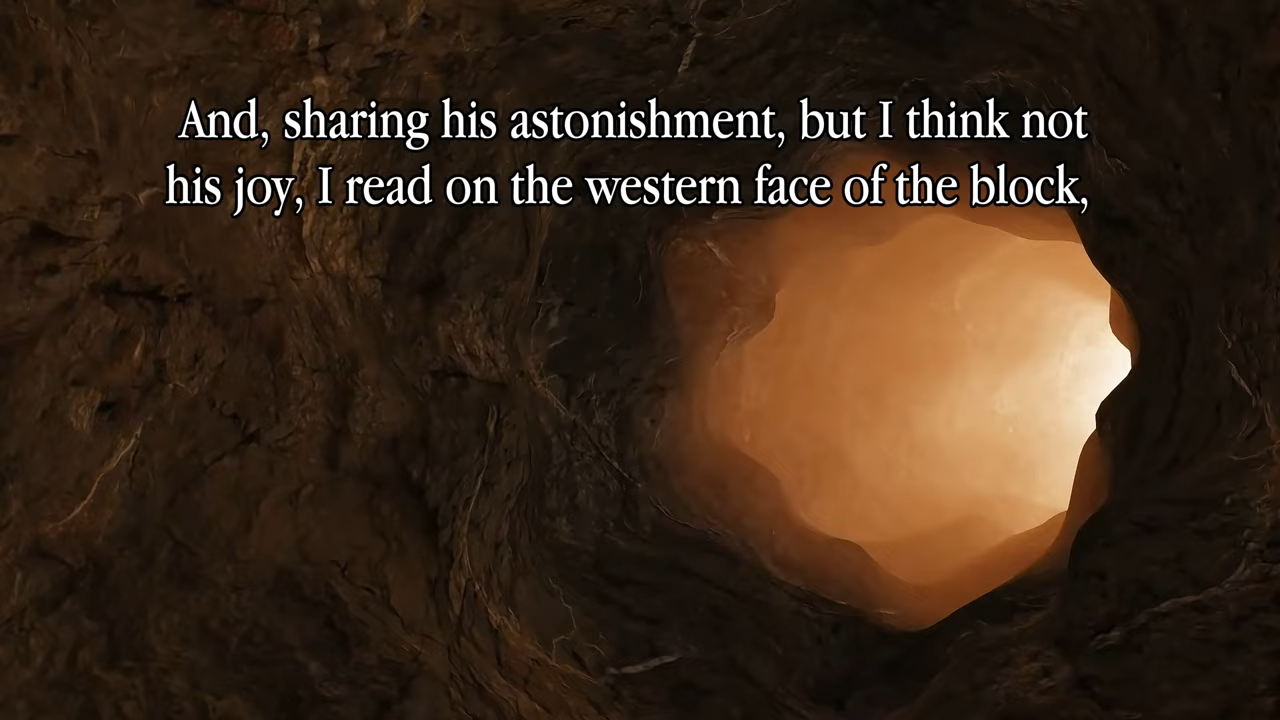 And, sharing his astonishment, but I think not
his joy, I read on the western face of the block,